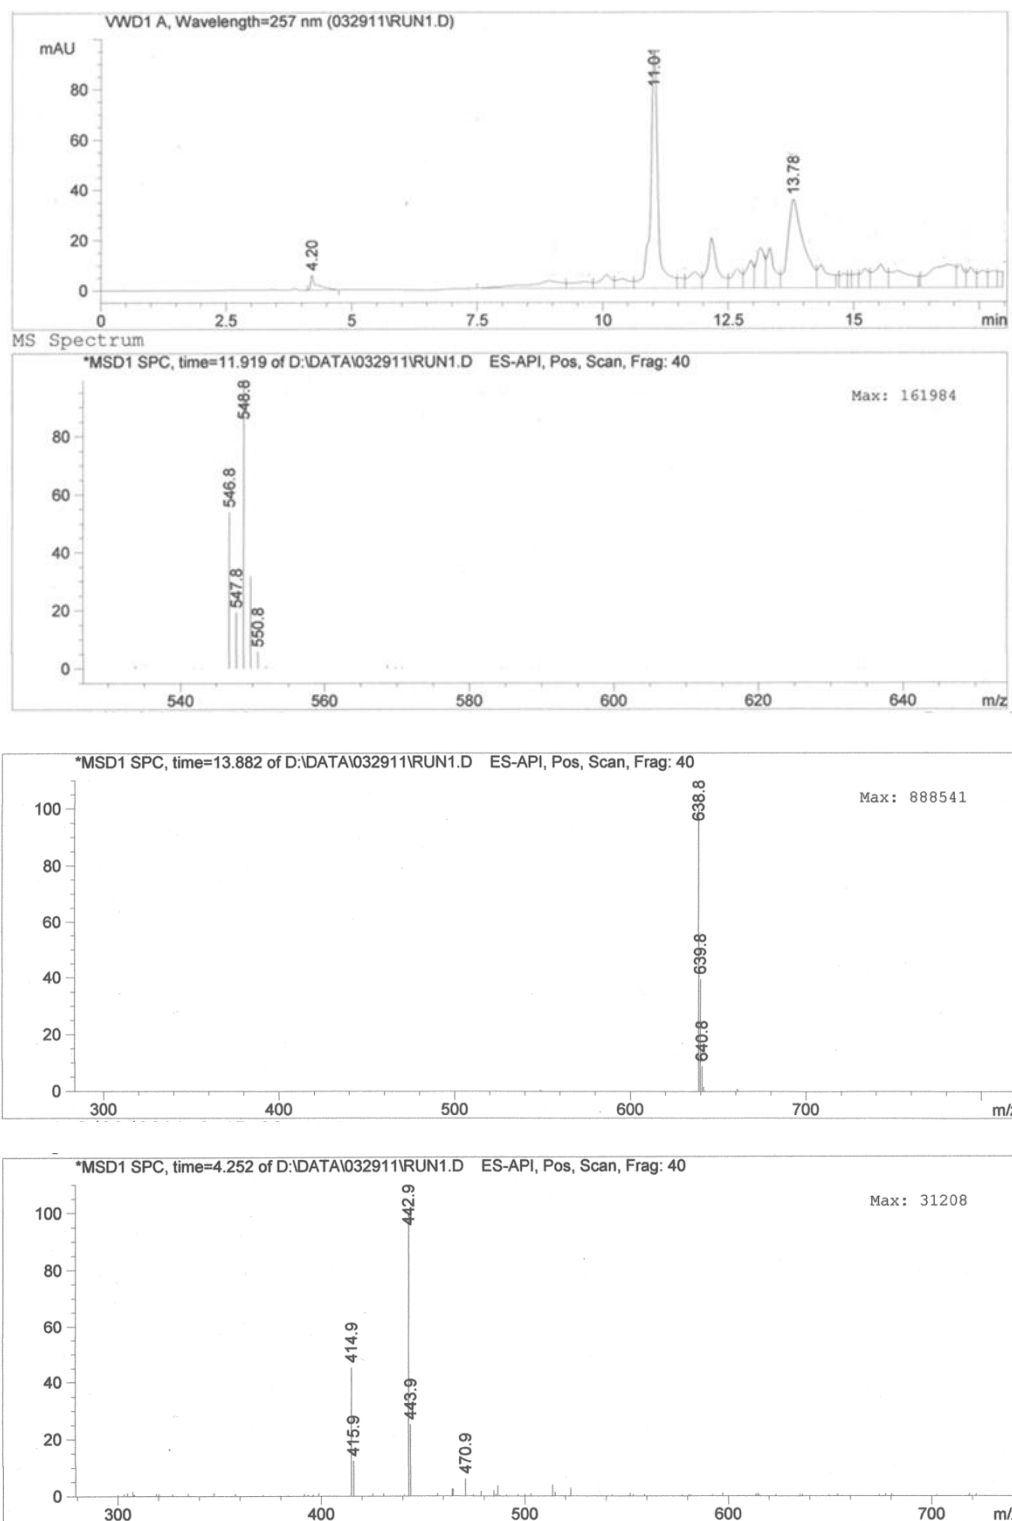 VWD1 A, Wavelength=257 nm (032911\RUN1.D)
mAU
80
60
40
20
0
4.20
11.01
13.78
0 2.5 5 7.5 10 12.5 15 min
MS Spectrum
*MSD1 SPC, time=11.919 of D:\DATA\032911\RUN1.D ES-API, Pos, Scan, Frag: 40
Max: 161984
80
60
40
20
0
546.8
547.8
548.8
550.8
540 560 580 600 620 640 m/z
*MSD1 SPC, time=13.882 of D:\DATA\032911\RUN1.D ES-API, Pos, Scan, Frag: 40
Max: 888541
100
80
60
40
20
0
638.8
639.8
640.8
300 400 500 600 700 m/z
*MSD1 SPC, time=4.252 of D:\DATA\032911\RUN1.D ES-API, Pos, Scan, Frag: 40
Max: 31208
100
80
60
40
20
0
414.9
415.9
442.9
443.9
470.9
300 400 500 600 700 m/z